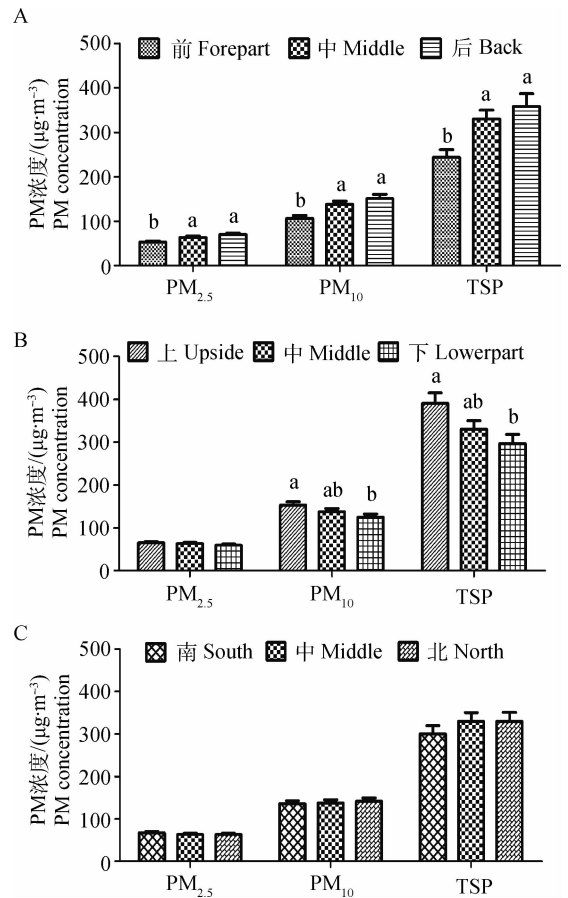 A
前 Forepart 中 Middle 后 Back
PM浓度/(μg·m⁻³)
PM concentration
500
400
300
200
100
0
b a a
b a a
b a a
PM₂.₅ PM₁₀ TSP
B
上 Upside 中 Middle 下 Lowerpart
PM浓度/(μg·m⁻³)
PM concentration
500
400
300
200
100
0
a ab b
a ab b
PM₂.₅ PM₁₀ TSP
C
南 South 中 Middle 北 North
PM浓度/(μg·m⁻³)
PM concentration
500
400
300
200
100
0
PM₂.₅ PM₁₀ TSP